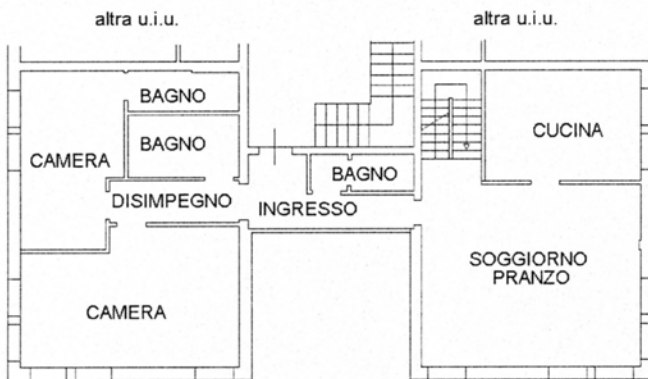 altra u.i.u.
altra u.i.u.
BAGNO
BAGNO
CUCINA
CAMERA
BAGNO
DISIMPEGNO
INGRESSO
SOGGIORNO
PRANZO
CAMERA